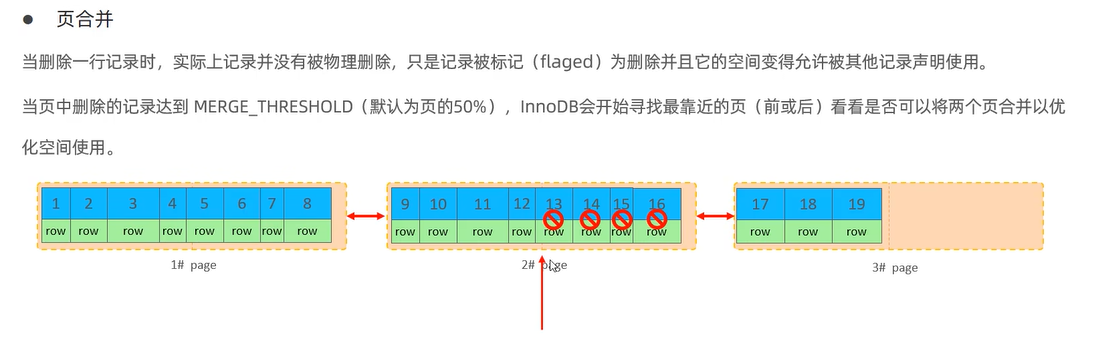 ● 页合并
当删除一行记录时，实际上记录并没有被物理删除，只是记录被标记（flaged）为删除并且它的空间变得允许被其他记录声明使用。
当页中删除的记录达到 MERGE_THRESHOLD（默认为页的50%），InnoDB会开始寻找最靠近的页（前或后）看看是否可以将两个页合并以优
化空间使用。
1 2 3 4 5 6 7 8 9 10 11 12 13 14 15 16 17 18 19
row row row row row row row row row row row row row row row row row row row
1# page 2# page 3# page